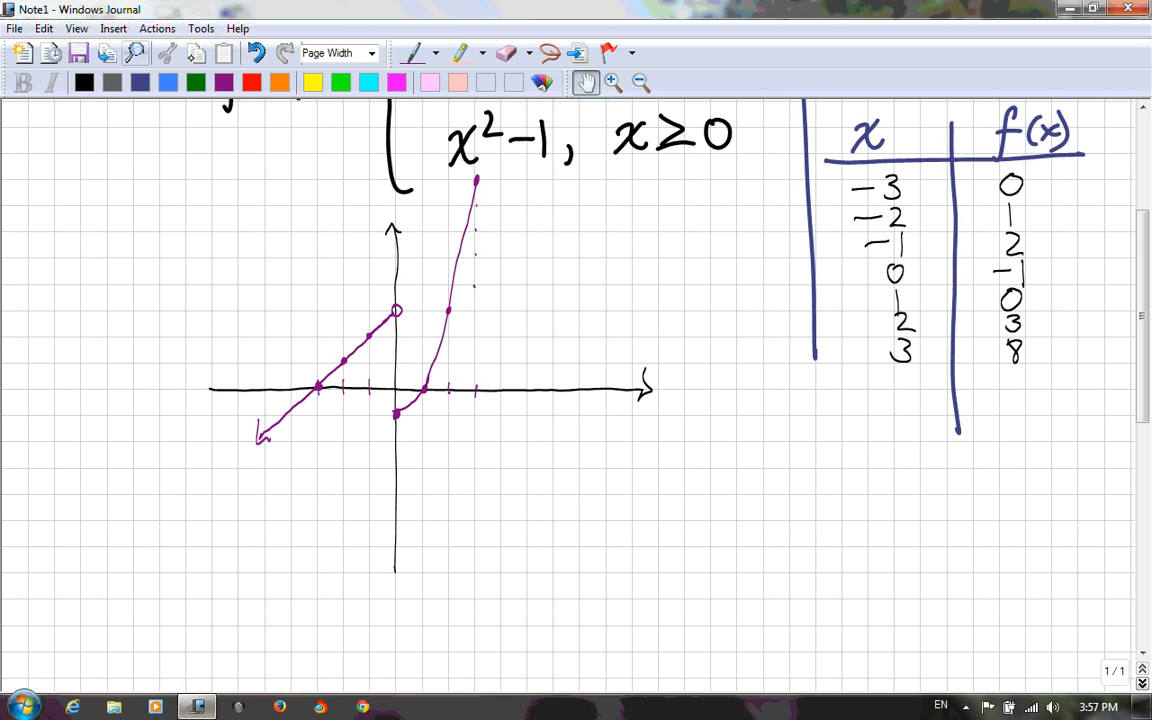 Note1 - Windows Journal
File Edit View Insert Actions Tools Help
Page Width
B I
x²-1, x≥0
x f(x)
-3 0
-2 1
-1 2
0 -1
1 0
2 3
3 8
1 / 1
EN 3:57 PM